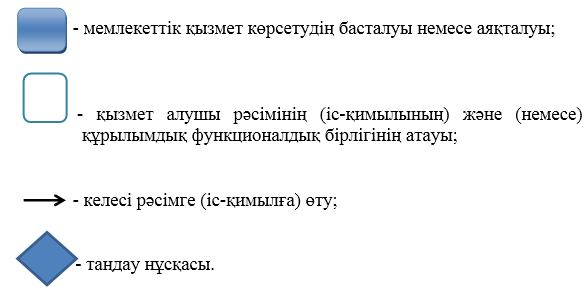 - мемлекеттік қызмет көрсетудің басталуы немесе аяқталуы;
- қызмет алушы рәсімінің (іс-қимылының) және (немесе)
құрылымдық функционалдық бірлігінің атауы;
- келесі рәсімге (іс-қимылға) өту;
- таңдау нұсқасы.